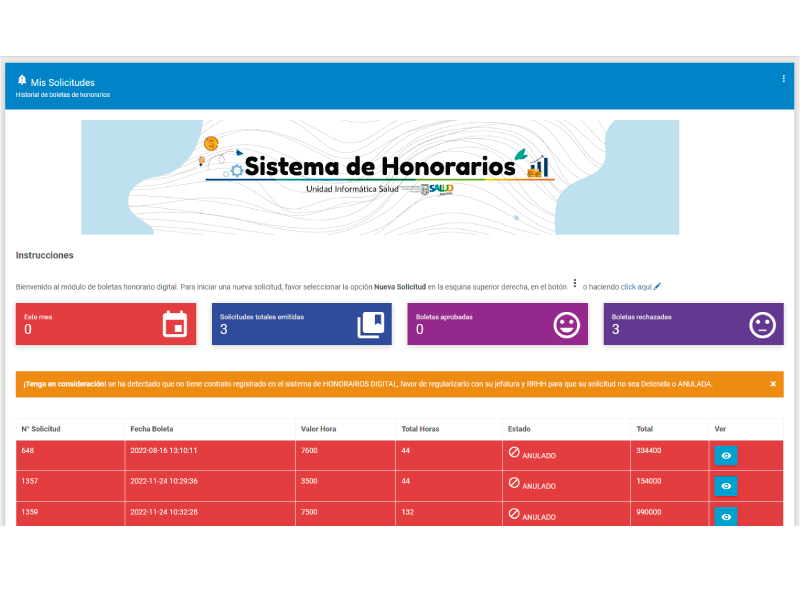 Mis Solicitudes
Historial de boletas de honorarios
Sistema de Honorarios
Unidad Informática Salud
SALUD
Instrucciones
Bienvenido al módulo de boletas honorario digital. Para iniciar una nueva solicitud, favor seleccionar la opción Nueva Solicitud en la esquina superior derecha, en el botón ⋮ o haciendo click aquí
Este mes
0
Solicitudes totales emitidas
3
Boletas aprobadas
0
Boletas rechazadas
3
¡Tenga en consideración! se ha detectado que no tiene contrato registrado en el sistema de HONORARIOS DIGITAL, favor de regularizarlo con su jefatura y RRHH para que su solicitud no sea Detenida o ANULADA. ×
N° Solicitud Fecha Boleta Valor Hora Total Horas Estado Total Ver
648 2022-08-16 13:10:11 7600 44 ANULADO 334400
1357 2022-11-24 10:29:36 3500 44 ANULADO 154000
1359 2022-11-24 10:32:28 7500 132 ANULADO 990000